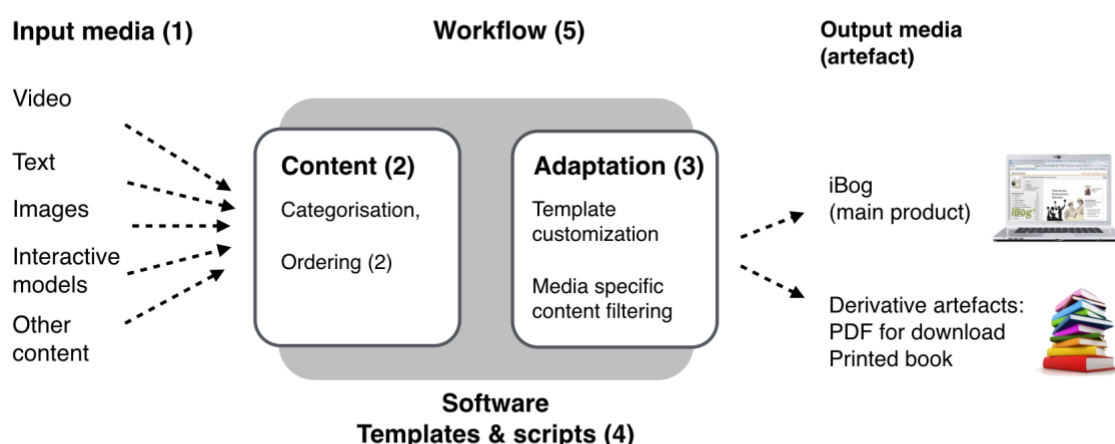 Input media (1)
Workflow (5)
Output media
(artefact)
Video
Text
Images
Interactive
models
Other
content
Content (2)
Categorisation,
Ordering (2)
Adaptation (3)
Template
customization
Media specific
content filtering
iBog
(main product)
iBog
Derivative artefacts:
PDF for download
Printed book
Software
Templates & scripts (4)